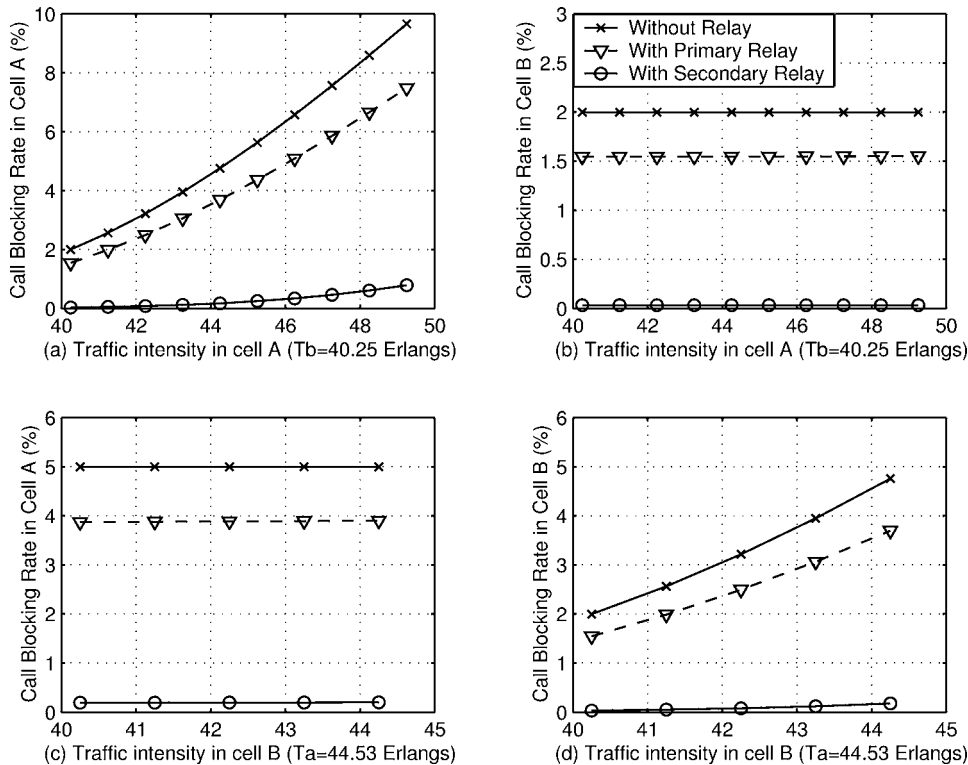 10
8
6
4
2
0
Call Blocking Rate in Cell A (%)
40 42 44 46 48 50
(a) Traffic intensity in cell A (Tb=40.25 Erlangs)
3
2.5
2
1.5
1
0.5
0
Call Blocking Rate in Cell B (%)
Without Relay
With Primary Relay
With Secondary Relay
40 42 44 46 48 50
(b) Traffic intensity in cell A (Tb=40.25 Erlangs)
6
5
4
3
2
1
0
Call Blocking Rate in Cell A (%)
40 41 42 43 44 45
(c) Traffic intensity in cell B (Ta=44.53 Erlangs)
6
5
4
3
2
1
0
Call Blocking Rate in Cell B (%)
40 41 42 43 44 45
(d) Traffic intensity in cell B (Ta=44.53 Erlangs)